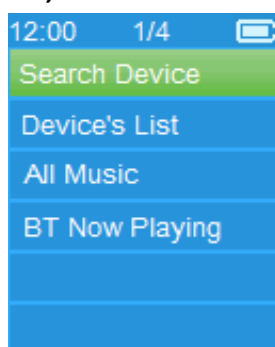 12:00 1/4
Search Device
Device's List
All Music
BT Now Playing